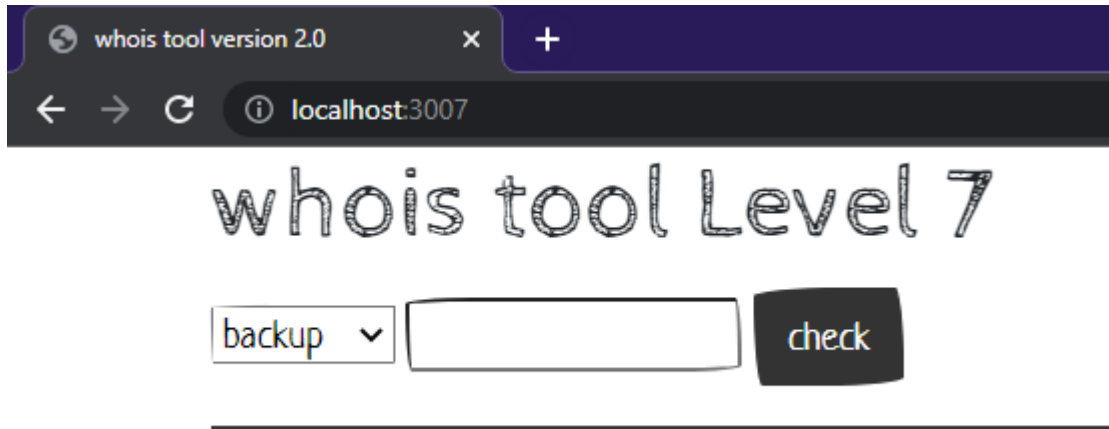 whois tool version 2.0
localhost:3007
whois tool Level 7
backup
check